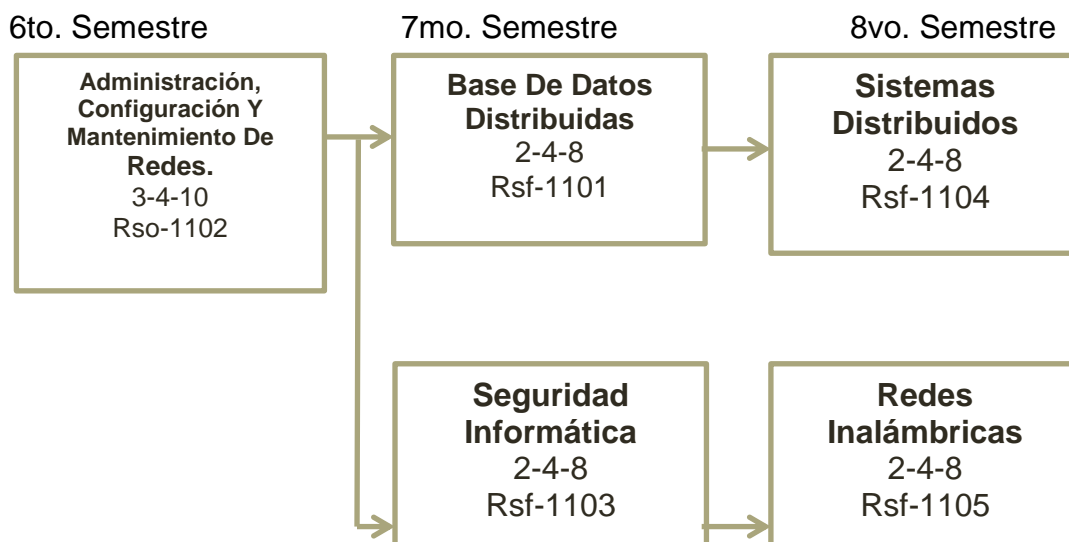 6to. Semestre
7mo. Semestre
8vo. Semestre
Administración,
Configuración Y
Mantenimiento De
Redes.
3-4-10
Rso-1102
Base De Datos
Distribuidas
2-4-8
Rsf-1101
Sistemas
Distribuidos
2-4-8
Rsf-1104
Seguridad
Informática
2-4-8
Rsf-1103
Redes
Inalámbricas
2-4-8
Rsf-1105